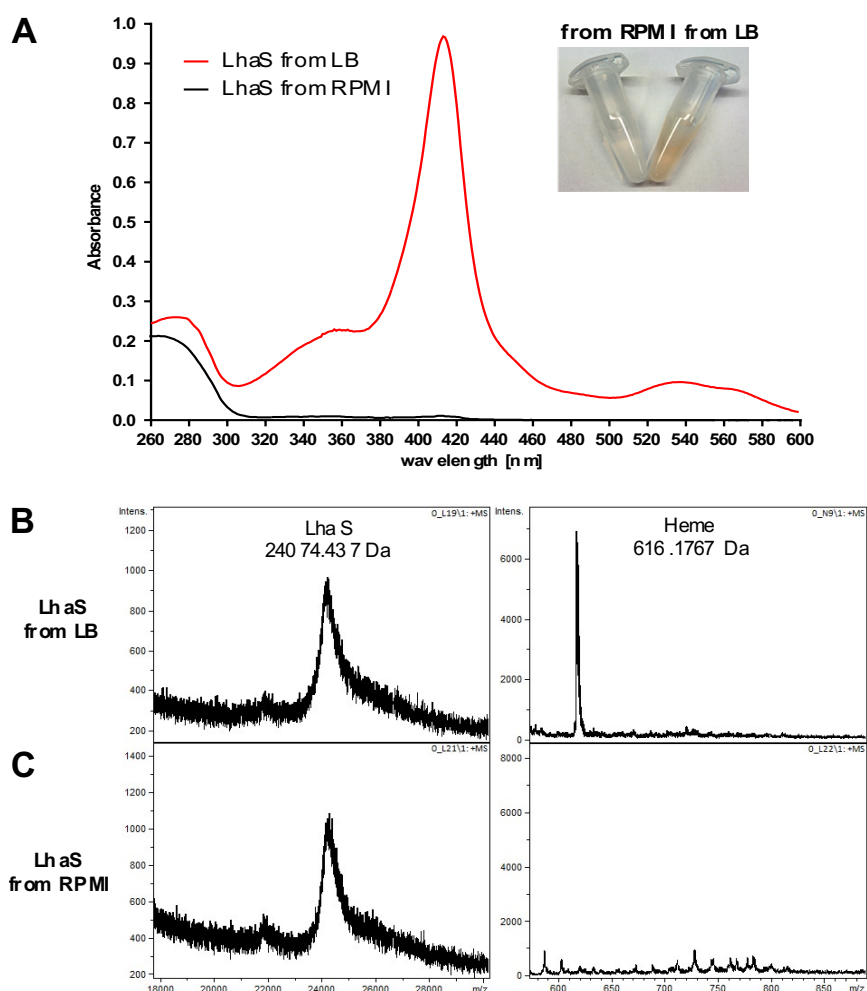 A
from RPMI from LB
LhaS from LB
LhaS from RPMI
1.0
0.9
0.8
0.7
0.6
0.5
0.4
0.3
0.2
0.1
0.0
Absorbance
260 280 300 320 340 360 380 400 420 440 460 480 500 520 540 560 580 600
wavelength [nm]
B
Intens.
0_L19\1: +MS
LhaS
24074.437 Da
1200
1000
800
600
400
200
LhaS
from LB
Intens.
0_N9\1: +MS
Heme
616.1767 Da
6000
4000
2000
0
C
0_L21\1: +MS
1400
1200
1000
800
600
400
200
LhaS
from RPMI
18000 20000 22000 24000 26000 28000 m/z
0_L22\1: +MS
8000
6000
4000
2000
0
600 650 700 750 800 850 m/z